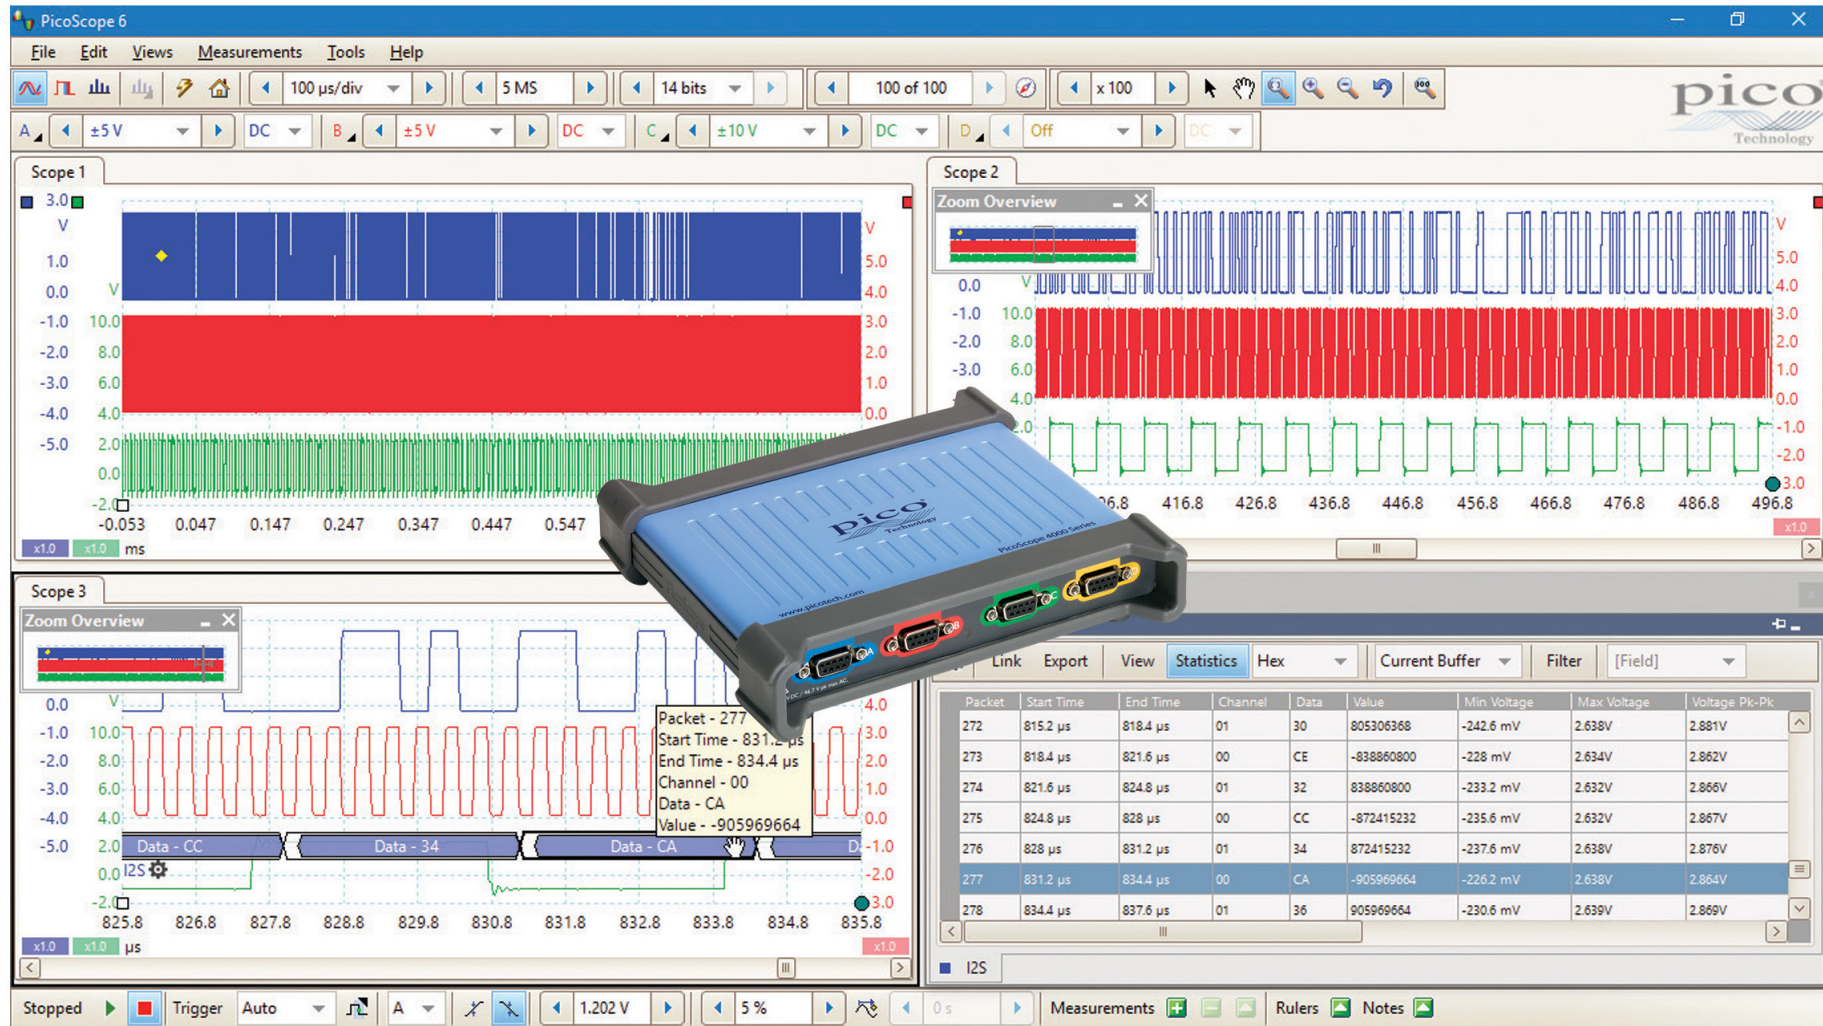 PicoScope 6
File Edit Views Measurements Tools Help
100 µs/div 5 MS 14 bits 100 of 100 x 100
pico
Technology
A ±5 V DC B ±5 V DC C ±10 V DC D Off DC
Scope 1
3.0
V
1.0
0.0
-1.0
-2.0
-3.0
-4.0
-5.0
V
10.0
8.0
6.0
4.0
2.0
0.0
-2.0
V
5.0
4.0
3.0
2.0
1.0
0.0
-0.053 0.047 0.147 0.247 0.347 0.447 0.547
x1.0 x1.0 ms
Scope 2
Zoom Overview
0.0
-1.0
-2.0
-3.0
V
10.0
8.0
6.0
4.0
2.0
V
5.0
4.0
3.0
2.0
1.0
0.0
-1.0
-2.0
-3.0
416.8 426.8 436.8 446.8 456.8 466.8 476.8 486.8 496.8
x1.0
pico
Technology
PicoScope 4000 Series
www.picotech.com
A B C D
Scope 3
Zoom Overview
0.0
-1.0
-2.0
-3.0
-4.0
-5.0
V
10.0
8.0
6.0
4.0
2.0
0.0
-2.0
4.0
3.0
2.0
1.0
0.0
-1.0
-2.0
-3.0
Packet - 277
Start Time - 831.2 µs
End Time - 834.4 µs
Channel - 00
Data - CA
Value - -905969664
Data - CC Data - 34 Data - CA D
I2S
825.8 826.8 827.8 828.8 829.8 830.8 831.8 832.8 833.8 834.8 835.8
x1.0 x1.0 µs x1.0
Link Export View Statistics Hex Current Buffer Filter [Field]
Packet Start Time End Time Channel Data Value Min Voltage Max Voltage Voltage Pk-Pk
272 815.2 µs 818.4 µs 01 30 805306368 -242.6 mV 2.638V 2.881V
273 818.4 µs 821.6 µs 00 CE -838860800 -228 mV 2.634V 2.862V
274 821.6 µs 824.8 µs 01 32 838860800 -233.2 mV 2.632V 2.866V
275 824.8 µs 828 µs 00 CC -872415232 -235.6 mV 2.632V 2.867V
276 828 µs 831.2 µs 01 34 872415232 -237.6 mV 2.638V 2.876V
277 831.2 µs 834.4 µs 00 CA -905969664 -226.2 mV 2.638V 2.864V
278 834.4 µs 837.6 µs 01 36 905969664 -230.6 mV 2.639V 2.869V
I2S
Stopped Trigger Auto A 1.202 V 5 % 0 s Measurements Rulers Notes